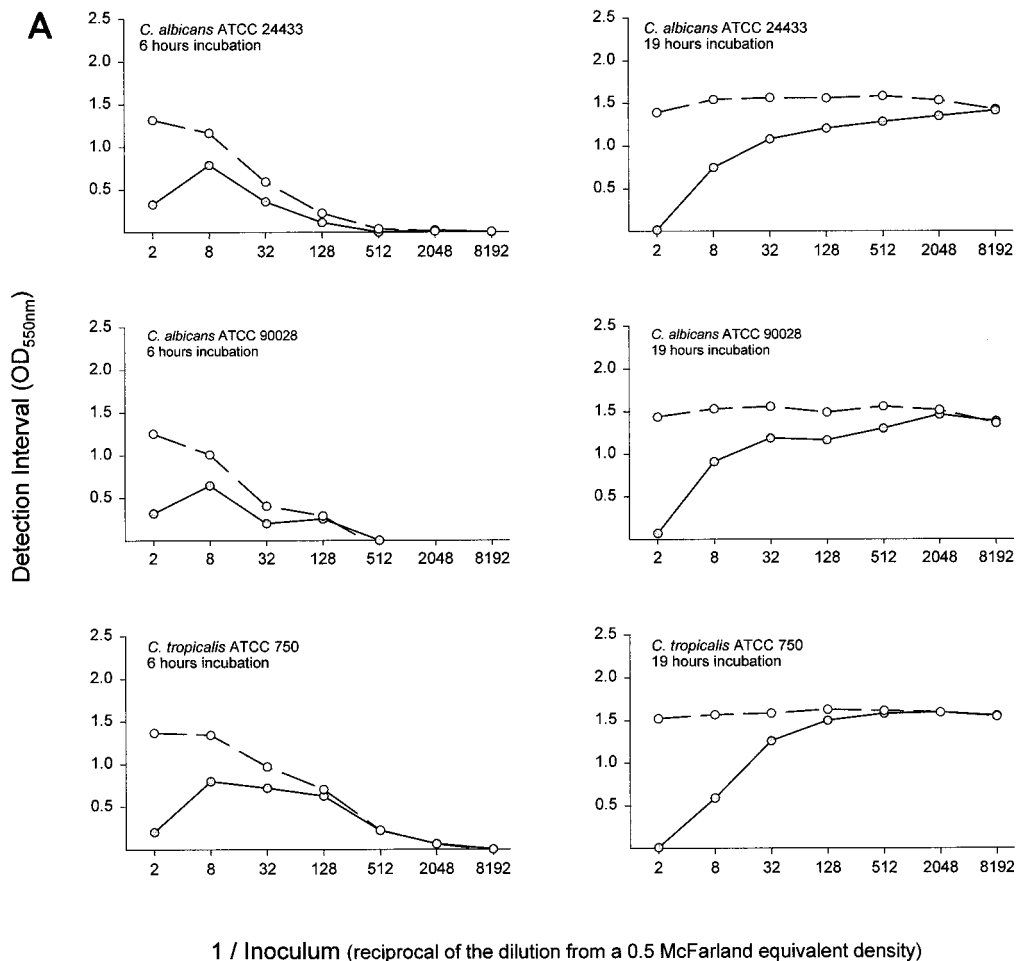 A
C. albicans ATCC 24433
6 hours incubation
2.5
2.0
1.5
1.0
0.5
2 8 32 128 512 2048 8192
C. albicans ATCC 24433
19 hours incubation
2.5
2.0
1.5
1.0
0.5
2 8 32 128 512 2048 8192
Detection Interval (OD550nm)
C. albicans ATCC 90028
6 hours incubation
2.5
2.0
1.5
1.0
0.5
2 8 32 128 512 2048 8192
C. albicans ATCC 90028
19 hours incubation
2.5
2.0
1.5
1.0
0.5
2 8 32 128 512 2048 8192
C. tropicalis ATCC 750
6 hours incubation
2.5
2.0
1.5
1.0
0.5
2 8 32 128 512 2048 8192
C. tropicalis ATCC 750
19 hours incubation
2.5
2.0
1.5
1.0
0.5
2 8 32 128 512 2048 8192
1 / Inoculum (reciprocal of the dilution from a 0.5 McFarland equivalent density)